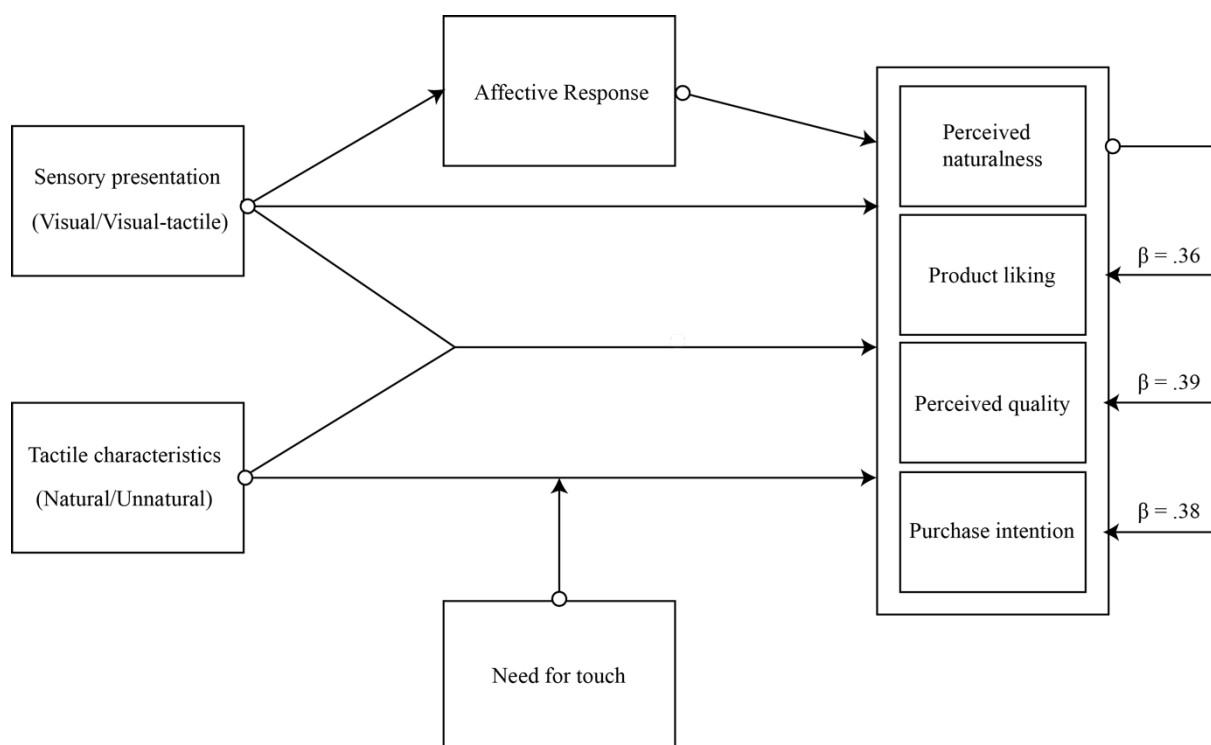 Affective Response
Sensory presentation
(Visual/Visual-tactile)
Perceived
naturalness
Product liking
β = .36
Perceived quality
β = .39
Tactile characteristics
(Natural/Unnatural)
Purchase intention
β = .38
Need for touch